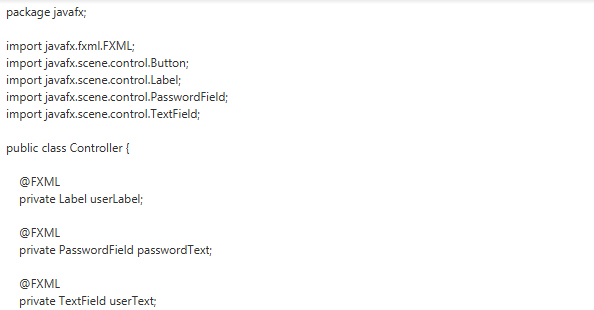 package javafx;
import javafx.fxml.FXML;
import javafx.scene.control.Button;
import javafx.scene.control.Label;
import javafx.scene.control.PasswordField;
import javafx.scene.control.TextField;
public class Controller {
@FXML
private Label userLabel;
@FXML
private PasswordField passwordText;
@FXML
private TextField userText;